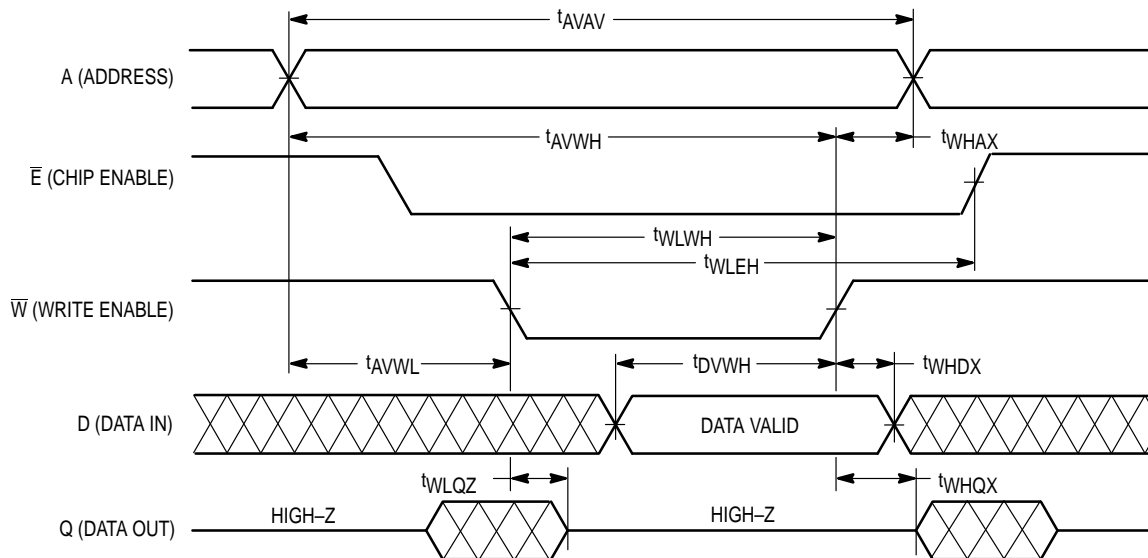 tAVAV
A (ADDRESS)
tAVWH
tWHAX
E̅ (CHIP ENABLE)
tWLWH
tWLEH
W̅ (WRITE ENABLE)
tAVWL
tDVWH
tWHDX
D (DATA IN)
DATA VALID
tWLQZ
tWHQX
HIGH–Z
HIGH–Z
Q (DATA OUT)